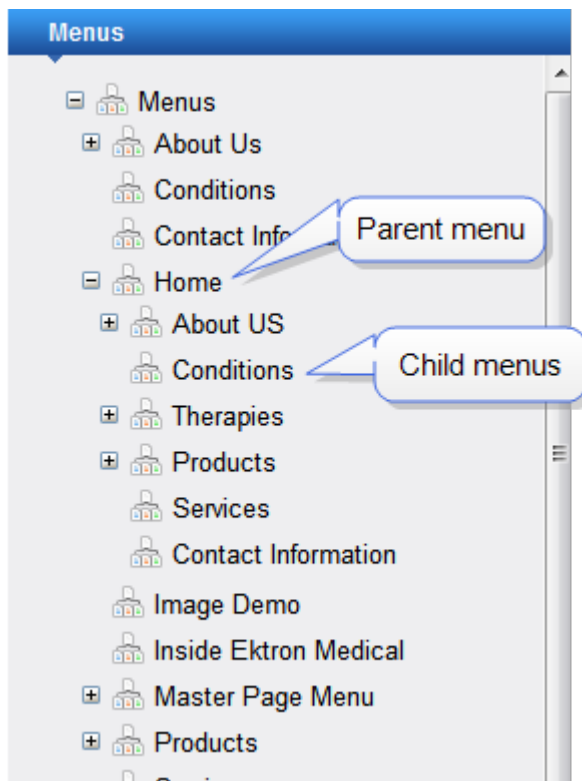 Menus
Menus
About Us
Conditions
Contact Info
Parent menu
Home
About US
Conditions
Child menus
Therapies
Products
Services
Contact Information
Image Demo
Inside Ektron Medical
Master Page Menu
Products